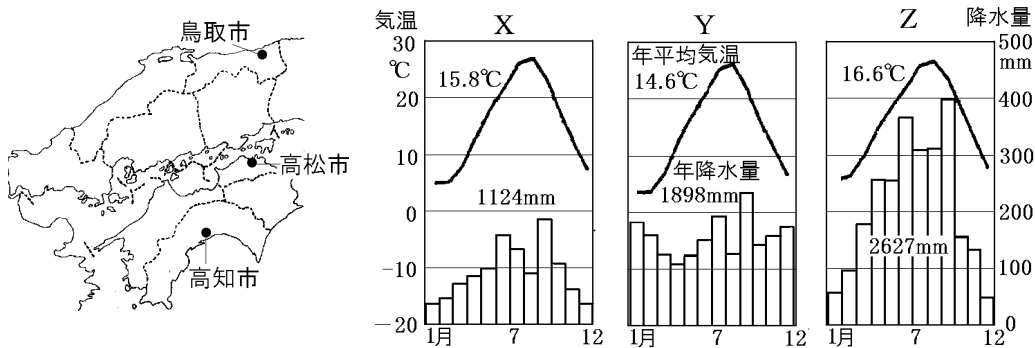 鳥取市
高松市
高知市
気温
X
Y
Z
降水量
30
℃
20
10
0
−10
−20
15.8℃
1124mm
1月
7
12
年平均気温
14.6℃
年降水量
1898mm
1月
7
12
16.6℃
2627mm
1月
7
12
500
mm
400
300
200
100
0